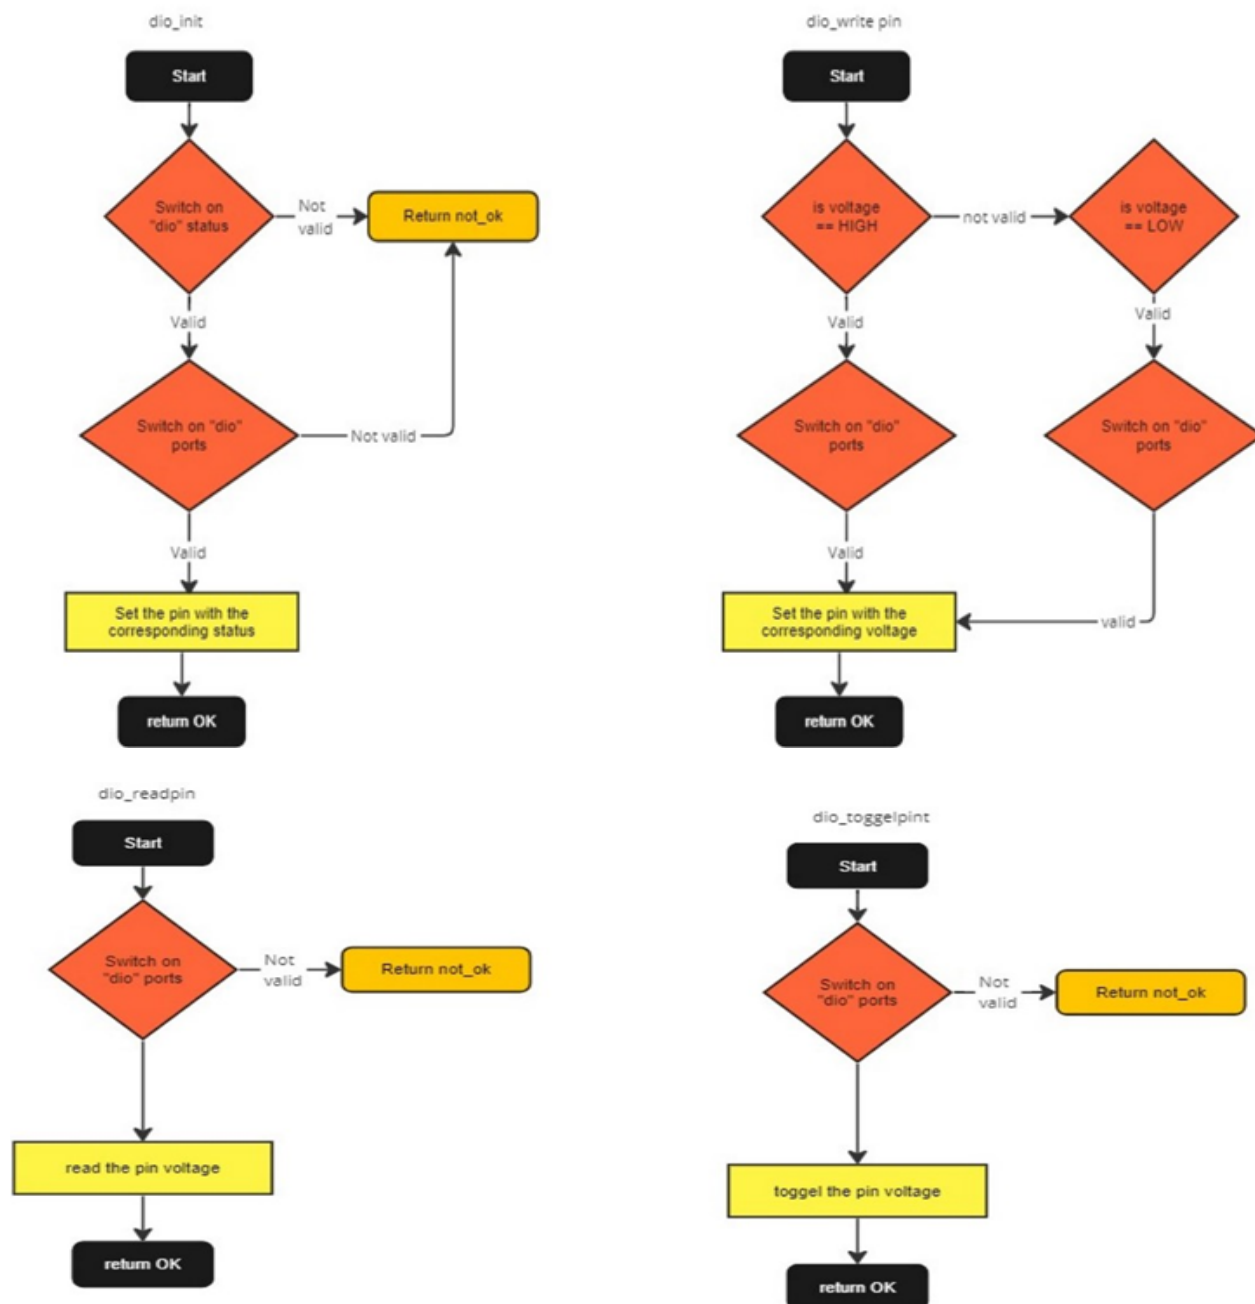 dio_init
Start
Switch on
"dio" status
Not
valid
Return not_ok
Valid
Switch on "dio"
ports
Not valid
Valid
Set the pin with the
corresponding status
return OK
dio_write pin
Start
is voltage
== HIGH
not valid
is voltage
== LOW
Valid
Valid
Switch on "dio"
ports
Switch on "dio"
ports
Valid
valid
Set the pin with the
corresponding voltage
return OK
dio_readpin
Start
Switch on
"dio" ports
Not
valid
Return not_ok
read the pin voltage
return OK
dio_toggelpint
Start
Switch on
"dio" ports
Not
valid
Return not_ok
toggel the pin voltage
return OK